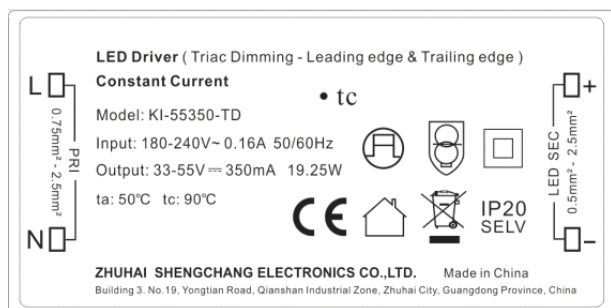 LED Driver ( Triac Dimming - Leading edge & Trailing edge )
Constant Current
• tc
Model: KI-55350-TD
Input: 180-240V~ 0.16A 50/60Hz
Output: 33-55V⎓ 350mA 19.25W
ta: 50℃ tc: 90℃
L
N
0.75mm² - 2.5mm²
PRI
+
−
LED SEC
0.5mm² - 2.5mm²
CE
IP20
SELV
ZHUHAI SHENGCHANG ELECTRONICS CO.,LTD. Made in China
Building 3. No.19, Yongtian Road, Qianshan Industrial Zone, Zhuhai City, Guangdong Province, China